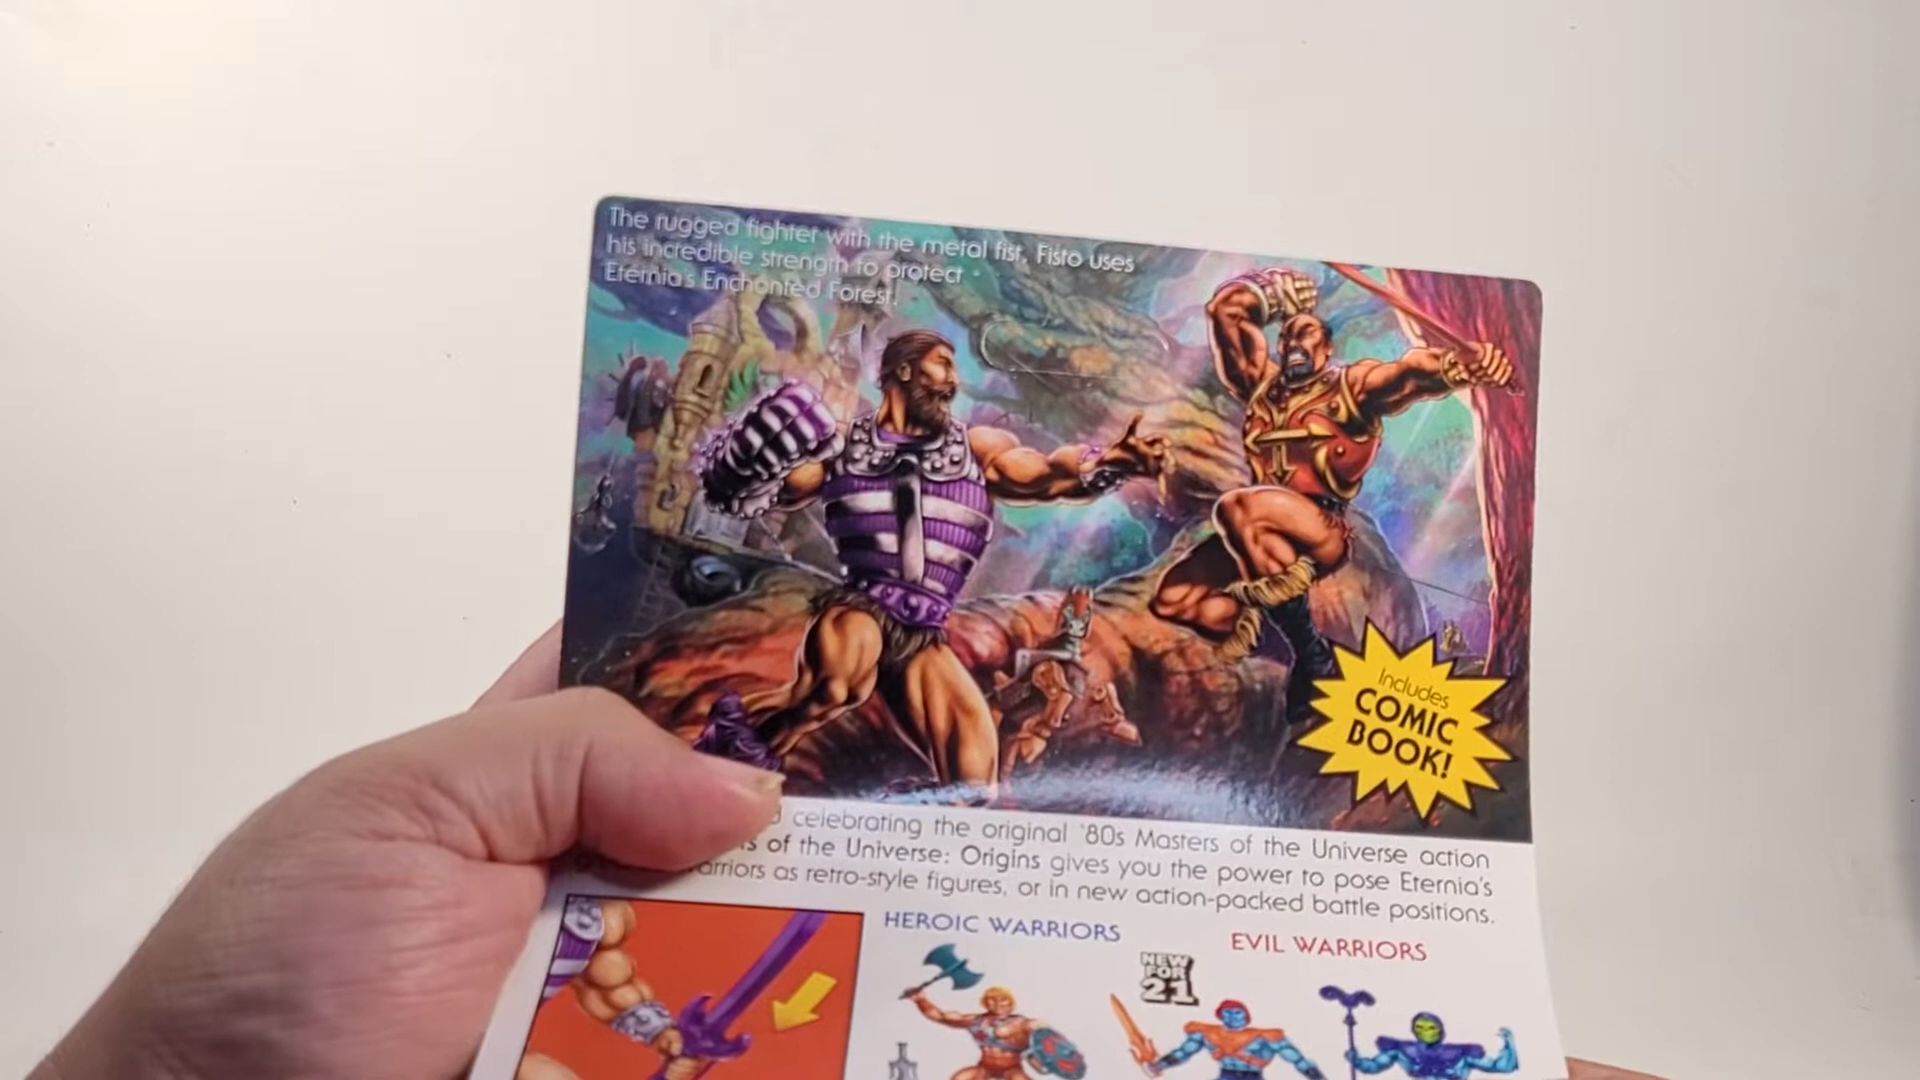 The rugged fighter with the metal fist, Fisto uses
his incredible strength to protect
Eternia's Enchanted Forest.
Includes
COMIC
BOOK!
celebrating the original '80s Masters of the Universe action
of the Universe: Origins gives you the power to pose Eternia's
as retro-style figures, or in new action-packed battle positions.
HEROIC WARRIORS
EVIL WARRIORS
NEW
FOR
21